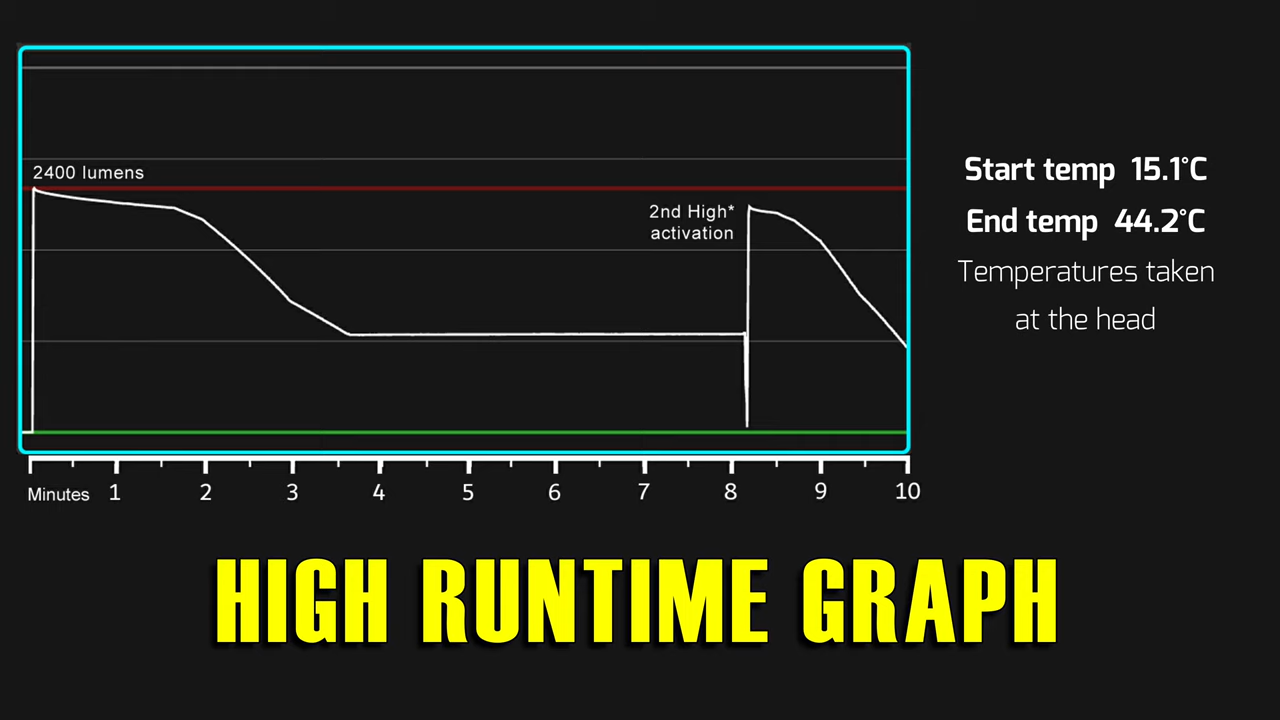 2400 lumens
2nd High*
activation
Start temp 15.1°C
End temp 44.2°C
Temperatures taken
at the head
Minutes 1 2 3 4 5 6 7 8 9 10
HIGH RUNTIME GRAPH